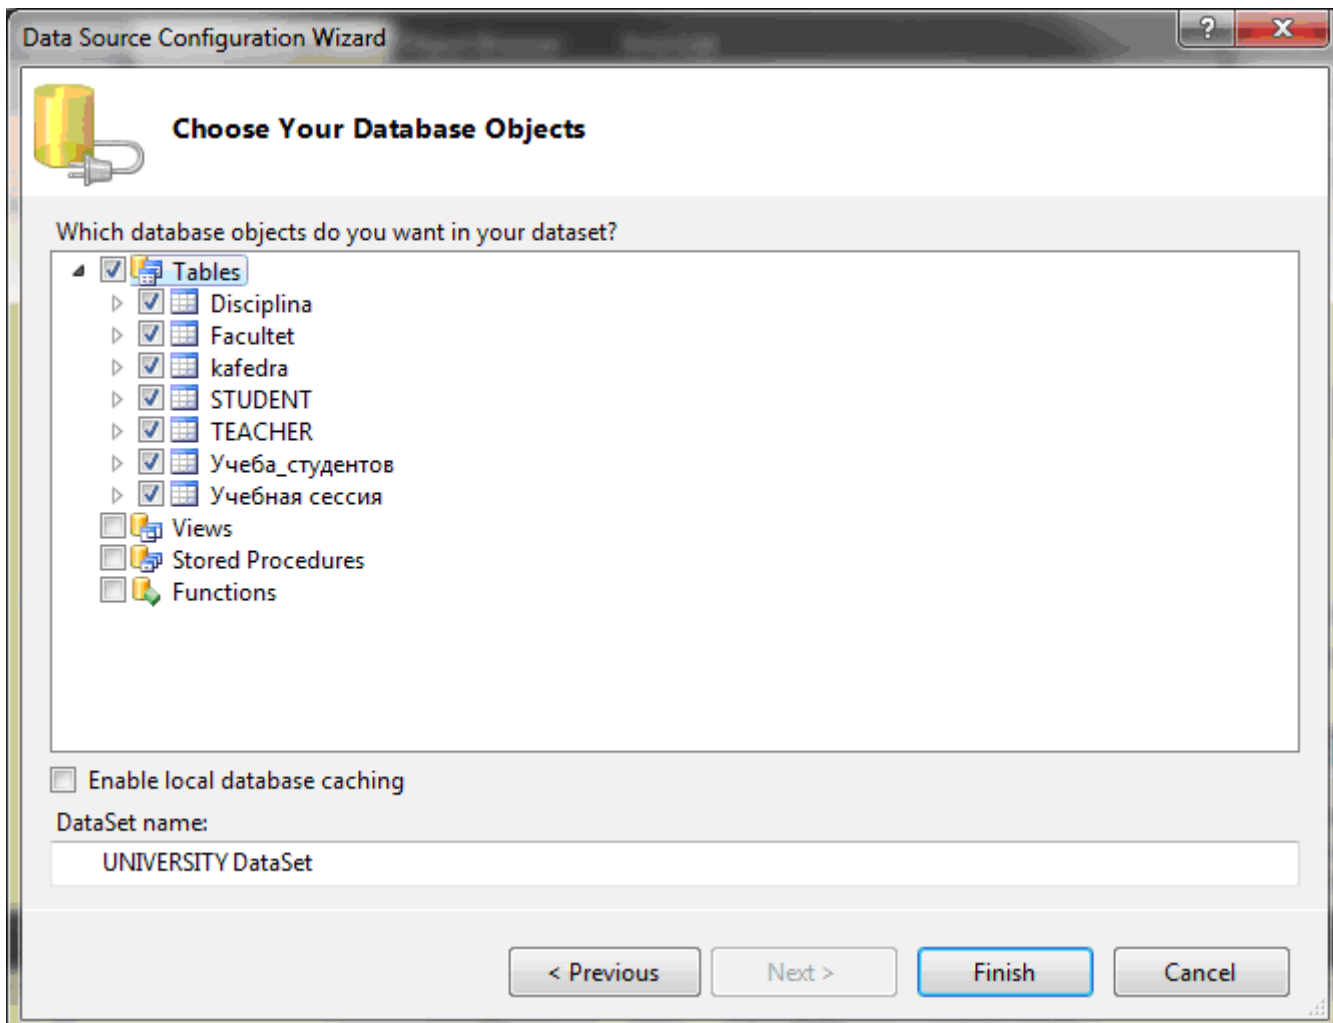 Data Source Configuration Wizard
?
Choose Your Database Objects
Which database objects do you want in your dataset?
Tables
Disciplina
Facultet
kafedra
STUDENT
TEACHER
Учеба_студентов
Учебная сессия
Views
Stored Procedures
Functions
Enable local database caching
DataSet name:
UNIVERSITY DataSet
< Previous Next > Finish Cancel